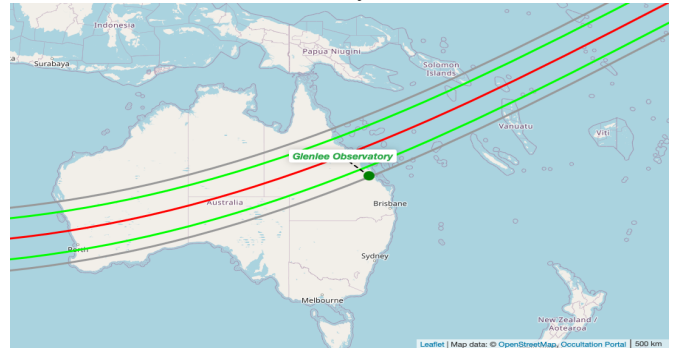 Indonesia
Papua Niugini
Surabaya
Solomon
Islands
Vanuatu
Viti
Glenlee Observatory
Australia
Brisbane
Perth
Sydney
Melbourne
New Zealand /
Aotearoa
Leaflet | Map data: © OpenStreetMap, Occultation Portal | 500 km